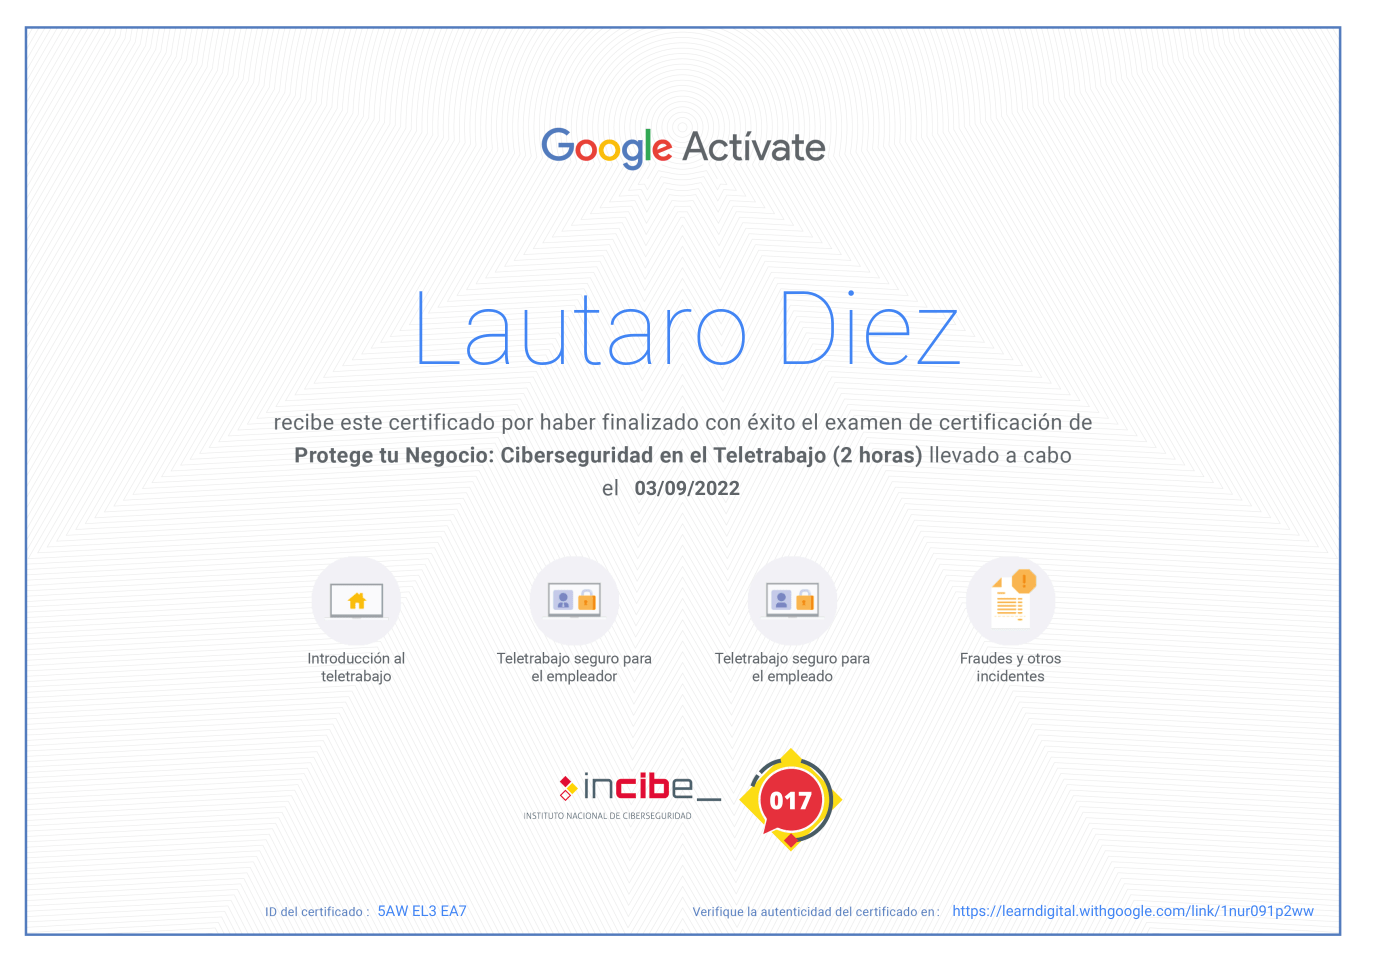 Google Actívate
Lautaro Diez
recibe este certificado por haber finalizado con éxito el examen de certificación de
Protege tu Negocio: Ciberseguridad en el Teletrabajo (2 horas) llevado a cabo
el 03/09/2022
Introducción al
teletrabajo
Teletrabajo seguro para
el empleador
Teletrabajo seguro para
el empleado
Fraudes y otros
incidentes
incibe_
INSTITUTO NACIONAL DE CIBERSEGURIDAD
017
ID del certificado : 5AW EL3 EA7
Verifique la autenticidad del certificado en : https://learndigital.withgoogle.com/link/1nur091p2ww